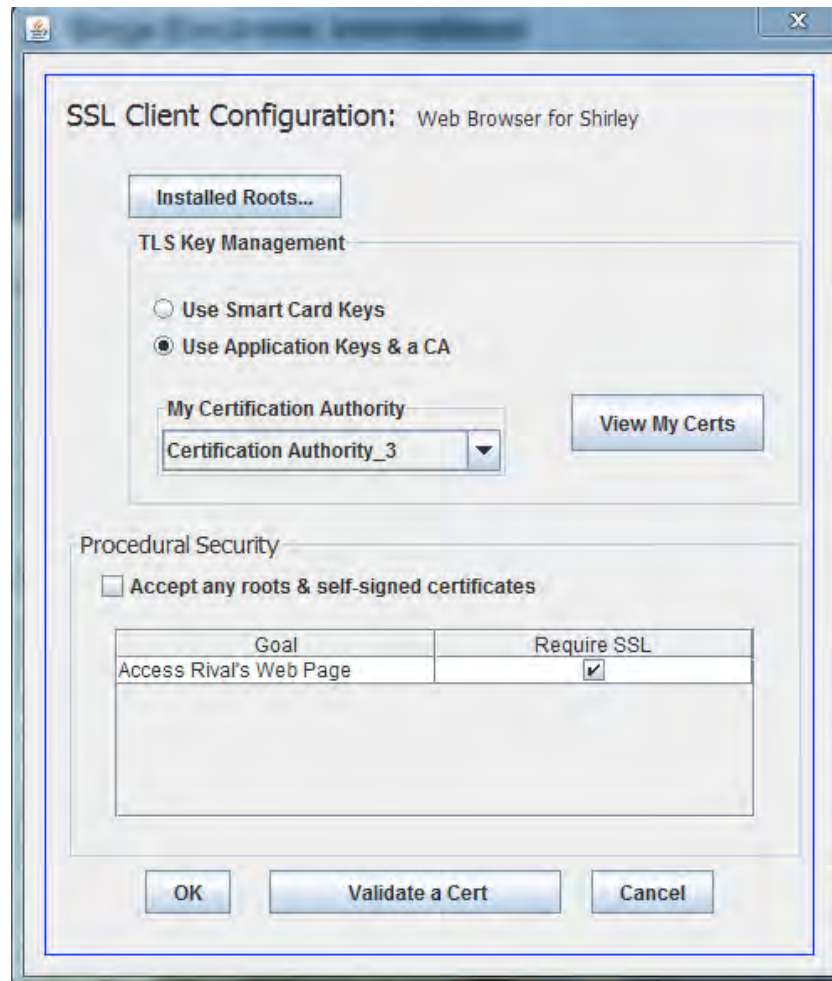 SSL Client Configuration: Web Browser for Shirley
Installed Roots...
TLS Key Management
Use Smart Card Keys
Use Application Keys & a CA
My Certification Authority
Certification Authority_3
View My Certs
Procedural Security
Accept any roots & self-signed certificates
Goal Require SSL
Access Rival's Web Page
OK Validate a Cert Cancel